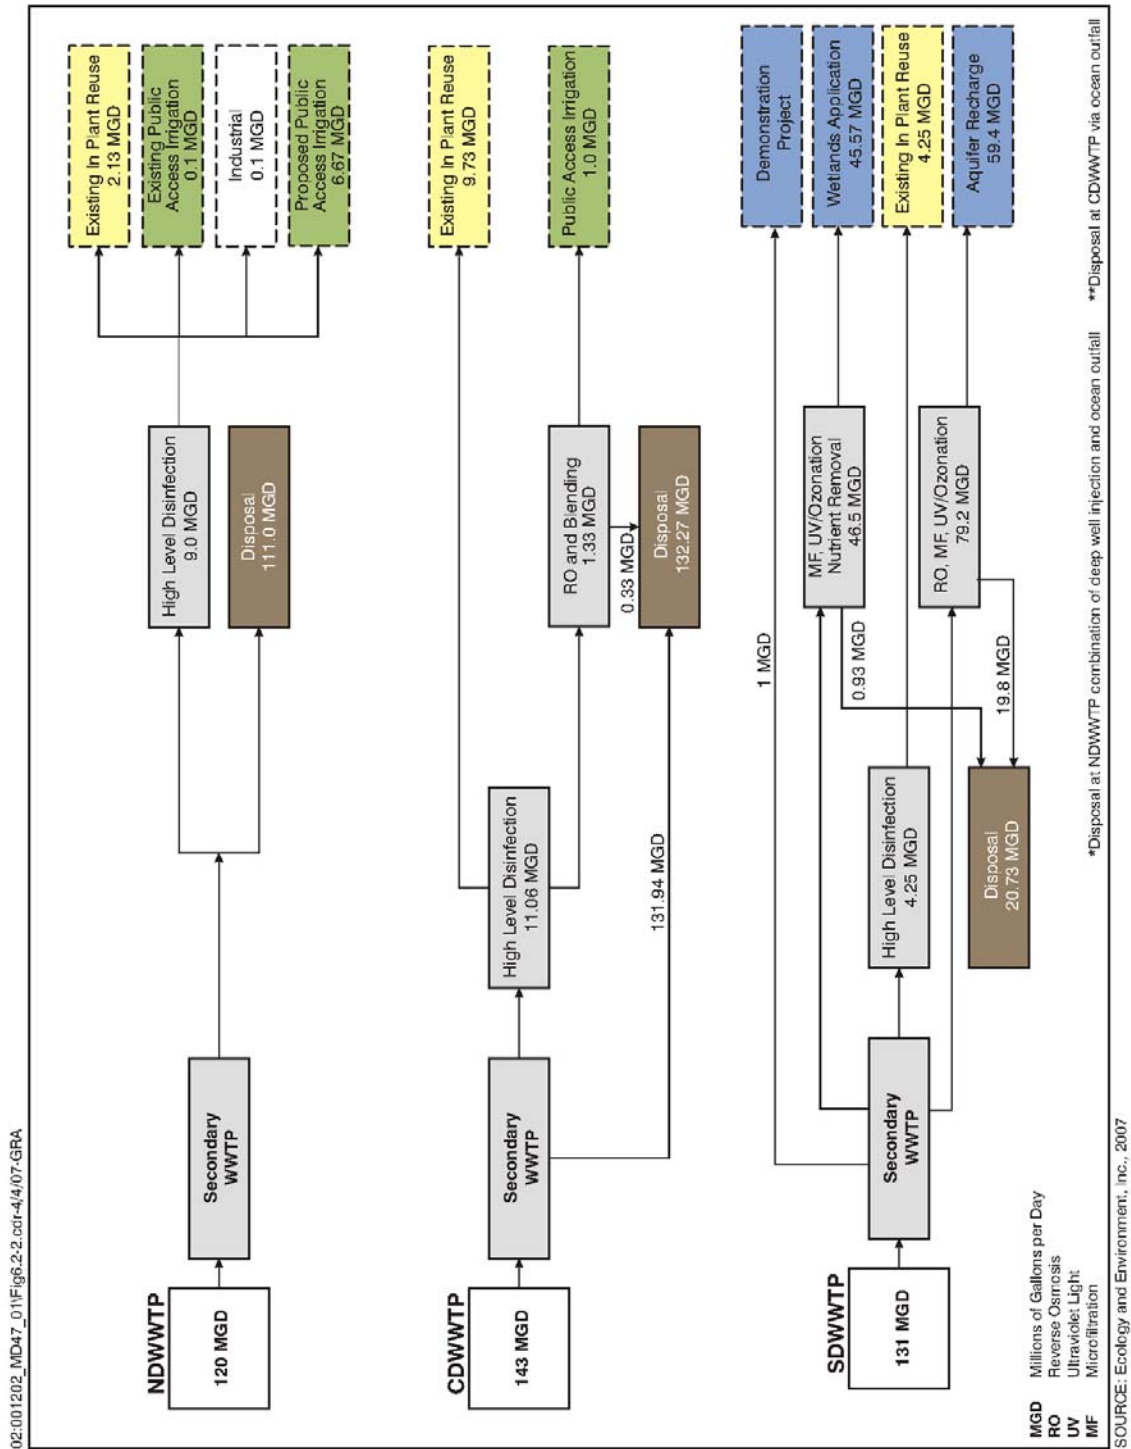 02:001202_MD47_01\Fig6.2-2.cdr-4/4/07-GRA
NDWWTP
120 MGD
Secondary
WWTP
High Level Disinfection
9.0 MGD
Disposal
111.0 MGD
Existing In Plant Reuse
2.13 MGD
Existing Public
Access Irrigation
0.1 MGD
Industrial
0.1 MGD
Proposed Public
Access Irrigation
6.67 MGD
CDWWTP
143 MGD
Secondary
WWTP
High Level Disinfection
11.06 MGD
131.94 MGD
RO and Blending
1.33 MGD
0.33 MGD
Disposal
132.27 MGD
Existing In Plant Reuse
9.73 MGD
Public Access Irrigation
1.0 MGD
SDWWTP
131 MGD
Secondary
WWTP
High Level Disinfection
4.25 MGD
Disposal
20.73 MGD
1 MGD
MF, UV/Ozonation
Nutrient Removal
46.5 MGD
0.93 MGD
RO, MF, UV/Ozonation
79.2 MGD
19.8 MGD
Demonstration
Project
Wetlands Application
45.57 MGD
Existing In Plant Reuse
4.25 MGD
Aquifer Recharge
59.4 MGD
MGD Millions of Gallons per Day
RO Reverse Osmosis
UV Ultraviolet Light
MF Microfiltration
*Disposal at NDWWTP combination of deep well injection and ocean outfall **Disposal at CDWWTP via ocean outfall
SOURCE: Ecology and Environment, Inc., 2007